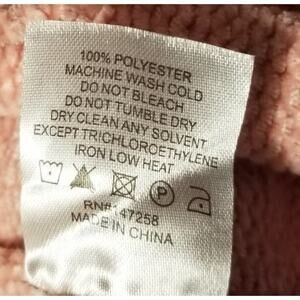 100% POLYESTER
MACHINE WASH COLD
DO NOT BLEACH
DO NOT TUMBLE DRY
DRY CLEAN ANY SOLVENT
EXCEPT TRICHLOROETHYLENE
IRON LOW HEAT
P
RN#147258
MADE IN CHINA